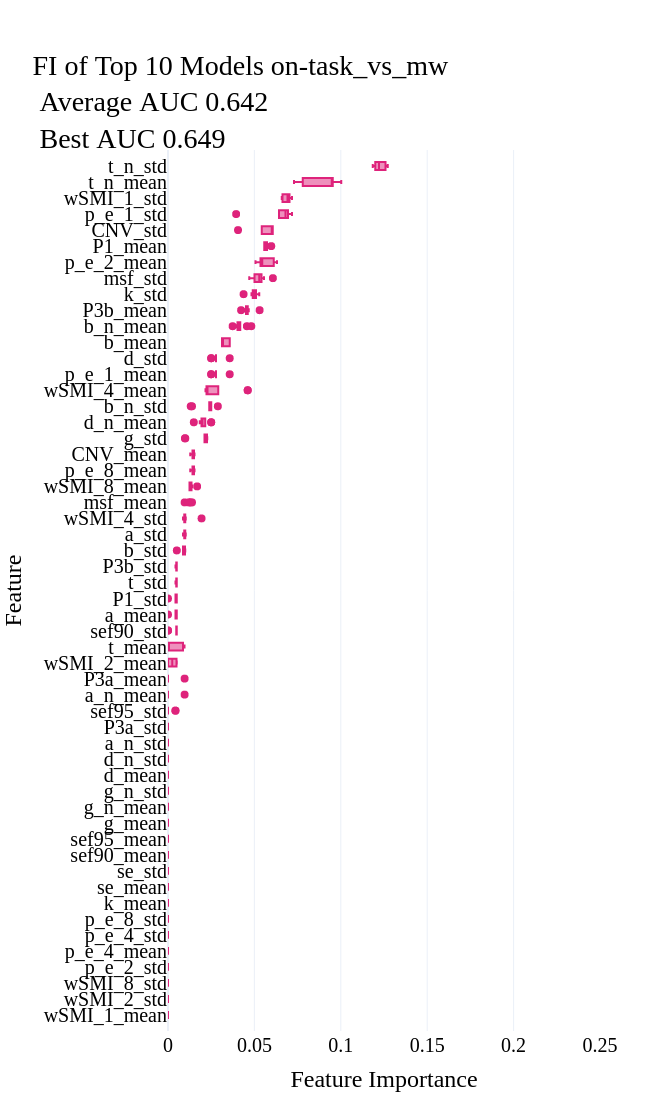 FI of Top 10 Models on-task_vs_mw
Average AUC 0.642
Best AUC 0.649
t_n_std
t_n_mean
wSMI_1_std
p_e_1_std
CNV_std
P1_mean
p_e_2_mean
msf_std
k_std
P3b_mean
b_n_mean
b_mean
d_std
p_e_1_mean
wSMI_4_mean
b_n_std
d_n_mean
g_std
CNV_mean
p_e_8_mean
wSMI_8_mean
msf_mean
wSMI_4_std
a_std
b_std
P3b_std
t_std
P1_std
a_mean
sef90_std
t_mean
wSMI_2_mean
P3a_mean
a_n_mean
sef95_std
P3a_std
a_n_std
d_n_std
d_mean
g_n_std
g_n_mean
g_mean
sef95_mean
sef90_mean
se_std
se_mean
k_mean
p_e_8_std
p_e_4_std
p_e_4_mean
p_e_2_std
wSMI_8_std
wSMI_2_std
wSMI_1_mean
Feature
0 0.05 0.1 0.15 0.2 0.25
Feature Importance